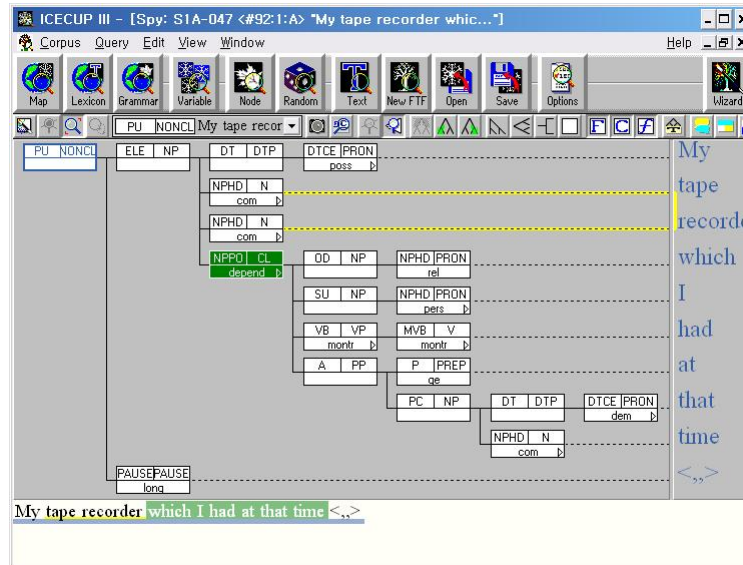 ICECUP III - [Spy: S1A-047 <#92:1:A> "My tape recorder whic..."]
Corpus Query Edit View Window Help
Map Lexicon Grammar Variable Node Random Text New FTF Open Save Options Wizard
PU NONCL My tape recor F C f
PU NONCL ELE NP DT DTP DTCE PRON My
poss
NPHD N tape
com
NPHD N recorde
com
NPPO CL OD NP NPHD PRON which
depend rel
SU NP NPHD PRON I
pers
VB VP MVB V had
montr montr
A PP P PREP at
ge
PC NP DT DTP DTCE PRON that
dem
NPHD N time
com
PAUSE PAUSE <,,>
long
My tape recorder which I had at that time <,,>